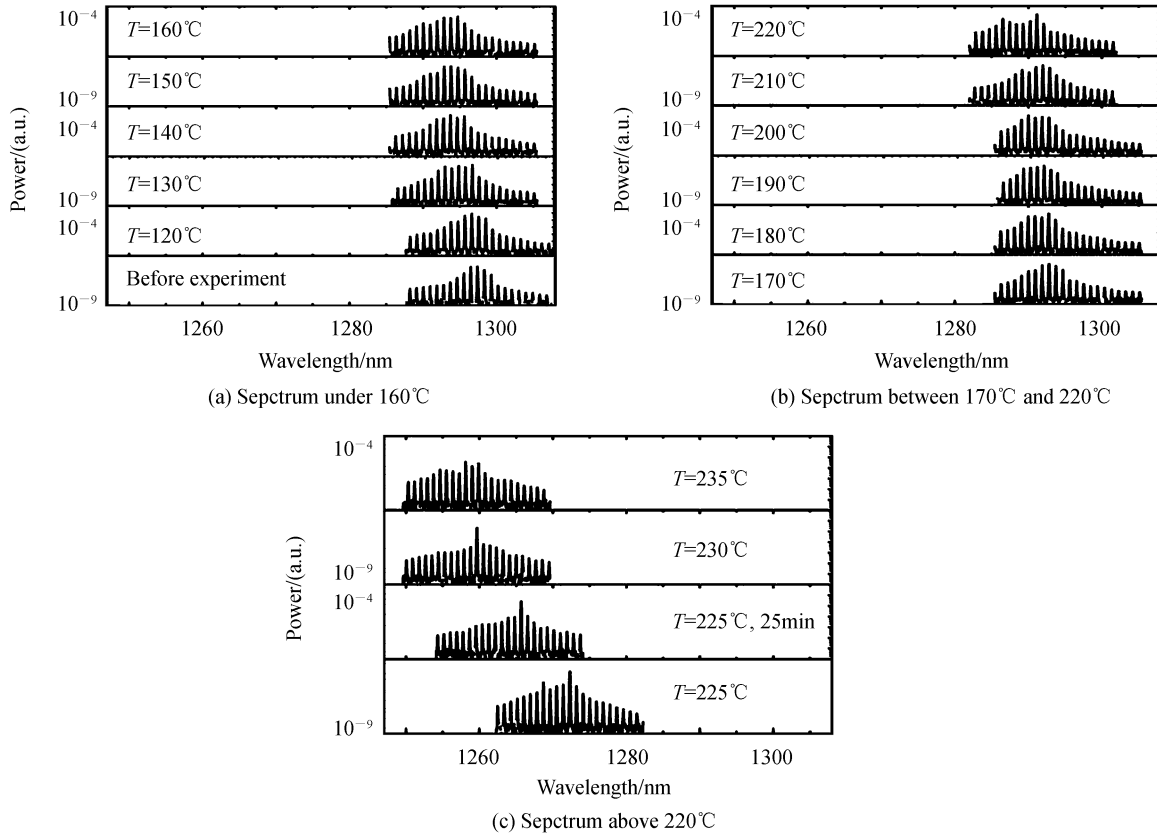 10⁻⁴
T=160℃
T=150℃
10⁻⁹
10⁻⁴
T=140℃
T=130℃
10⁻⁹
10⁻⁴
T=120℃
Before experiment
10⁻⁹
Power/(a.u.)
1260 1280 1300
Wavelength/nm
(a) Sepctrum under 160℃
10⁻⁴
T=220℃
T=210℃
10⁻⁹
10⁻⁴
T=200℃
T=190℃
10⁻⁹
10⁻⁴
T=180℃
T=170℃
10⁻⁹
Power/(a.u.)
1260 1280 1300
Wavelength/nm
(b) Sepctrum between 170℃ and 220℃
10⁻⁴
T=235℃
T=230℃
10⁻⁹
10⁻⁴
T=225℃, 25min
T=225℃
10⁻⁹
Power/(a.u.)
1260 1280 1300
Wavelength/nm
(c) Sepctrum above 220℃